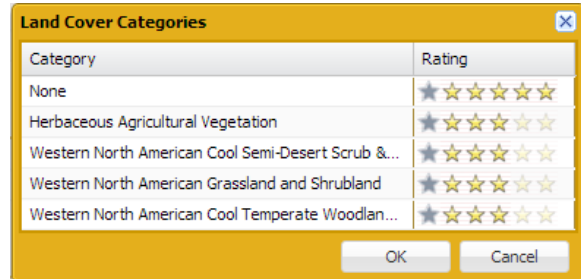 Land Cover Categories
Category Rating
None
Herbaceous Agricultural Vegetation
Western North American Cool Semi-Desert Scrub &...
Western North American Grassland and Shrubland
Western North American Cool Temperate Woodlan...
OK Cancel